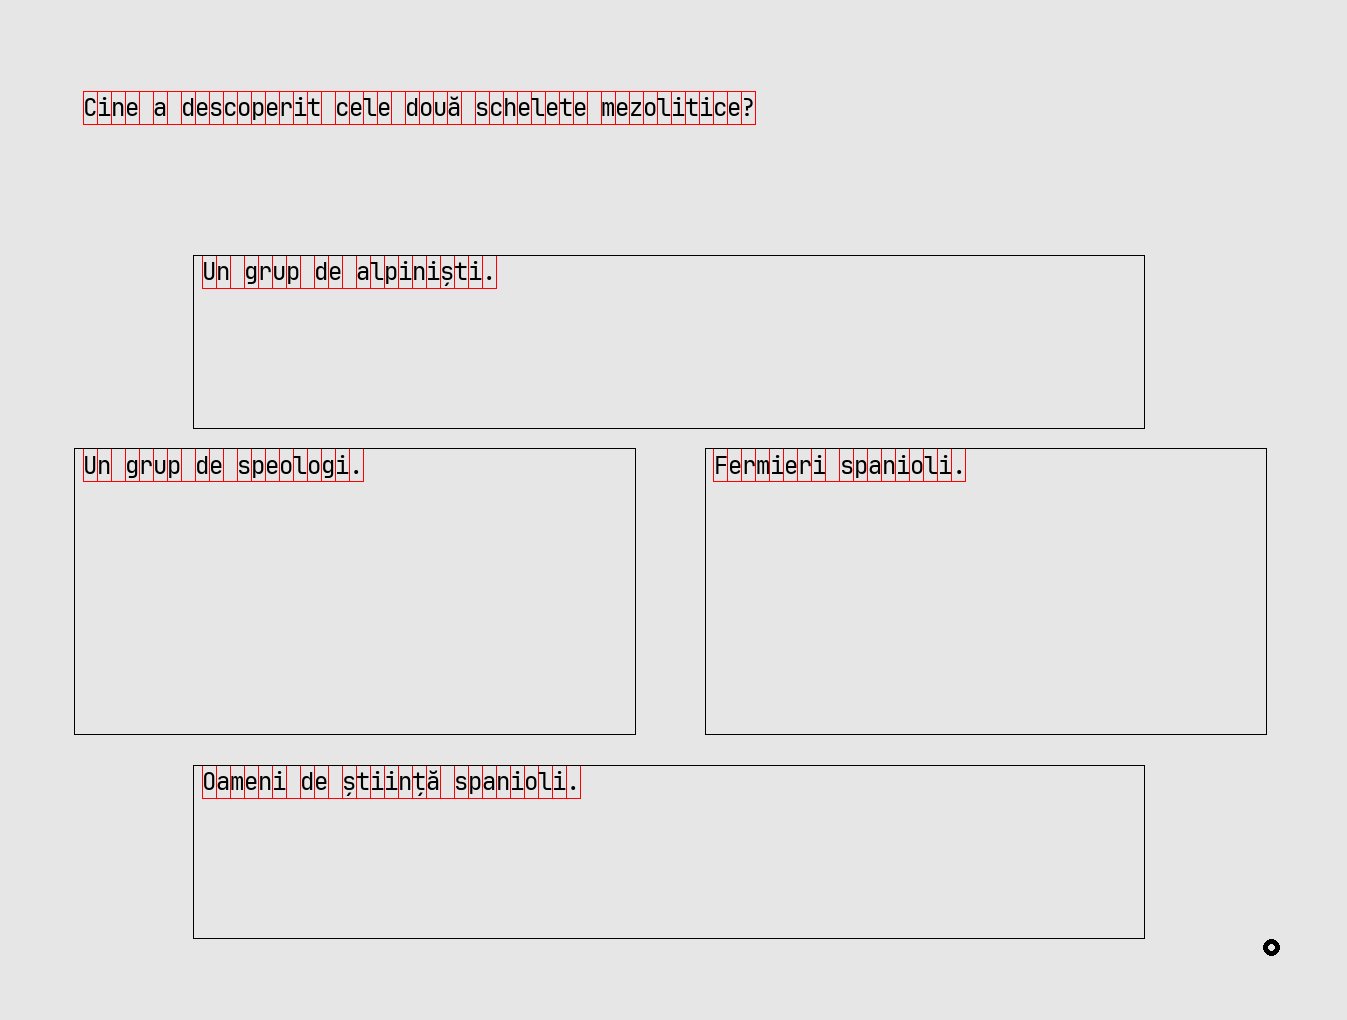 Cine a descoperit cele două schelete mezolitice?
Un grup de alpiniști.
Un grup de speologi.
Fermieri spanioli.
Oameni de știință spanioli.